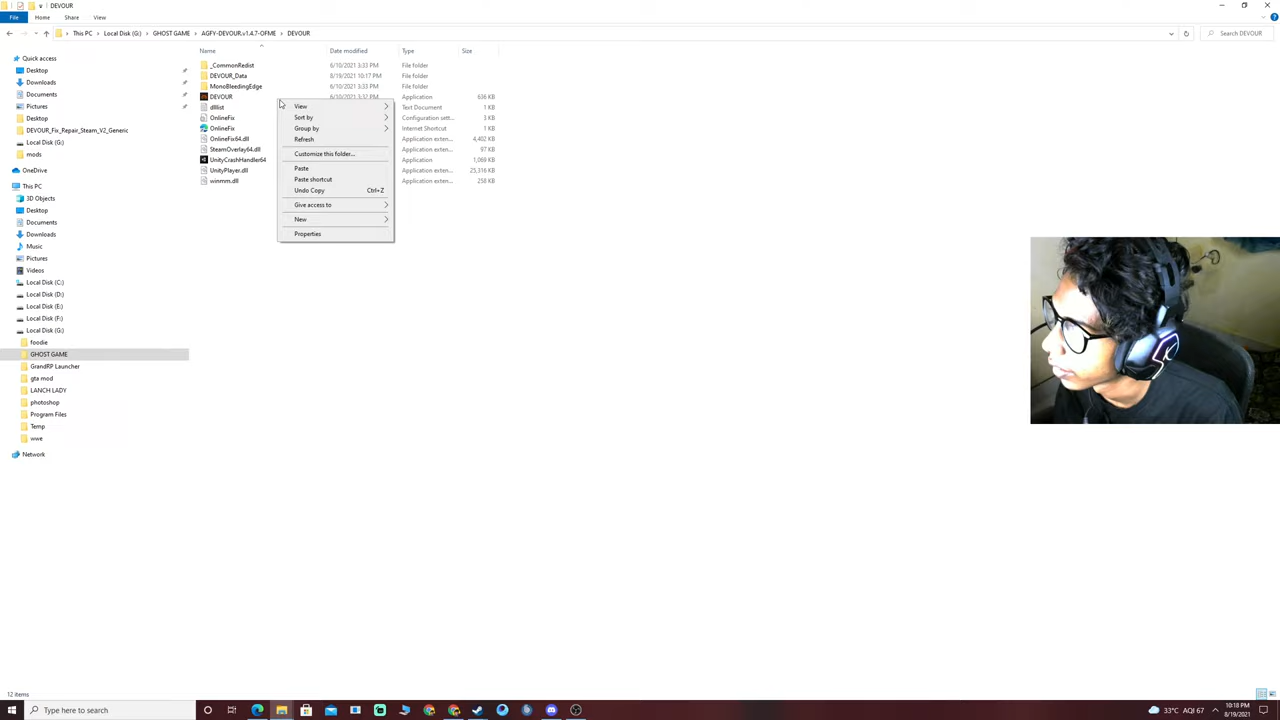 DEVOUR
File Home Share View
This PC > Local Disk (G:) > GHOST GAME > AGFY-DEVOUR.v1.4.7-OFME > DEVOUR
Search DEVOUR
Name Date modified Type Size
Quick access
Desktop
Downloads
Documents
Pictures
Desktop
DEVOUR_Fix_Repair_Steam_V2_Generic
Local Disk (G:)
mods
OneDrive
This PC
3D Objects
Desktop
Documents
Downloads
Music
Pictures
Videos
Local Disk (C:)
Local Disk (D:)
Local Disk (E:)
Local Disk (F:)
Local Disk (G:)
foodie
GHOST GAME
GrandRP Launcher
gta mod
LANCH LADY
photoshop
Program Files
Temp
wwe
Network
_CommonRedist 6/10/2021 3:33 PM File folder
DEVOUR_Data 8/19/2021 10:17 PM File folder
MonoBleedingEdge 6/10/2021 3:33 PM File folder
DEVOUR 6/10/2021 3:32 PM Application 636 KB
dlllist Text Document 1 KB
OnlineFix Configuration sett... 3 KB
OnlineFix Internet Shortcut 1 KB
OnlineFix64.dll Application exten... 4,402 KB
SteamOverlay64.dll Application exten... 97 KB
UnityCrashHandler64 Application 1,069 KB
UnityPlayer.dll Application exten... 25,316 KB
winmm.dll Application exten... 258 KB
View
Sort by
Group by
Refresh
Customize this folder...
Paste
Paste shortcut
Undo Copy Ctrl+Z
Give access to
New
Properties
12 items
Type here to search
33°C AQI 67
10:18 PM
8/19/2021